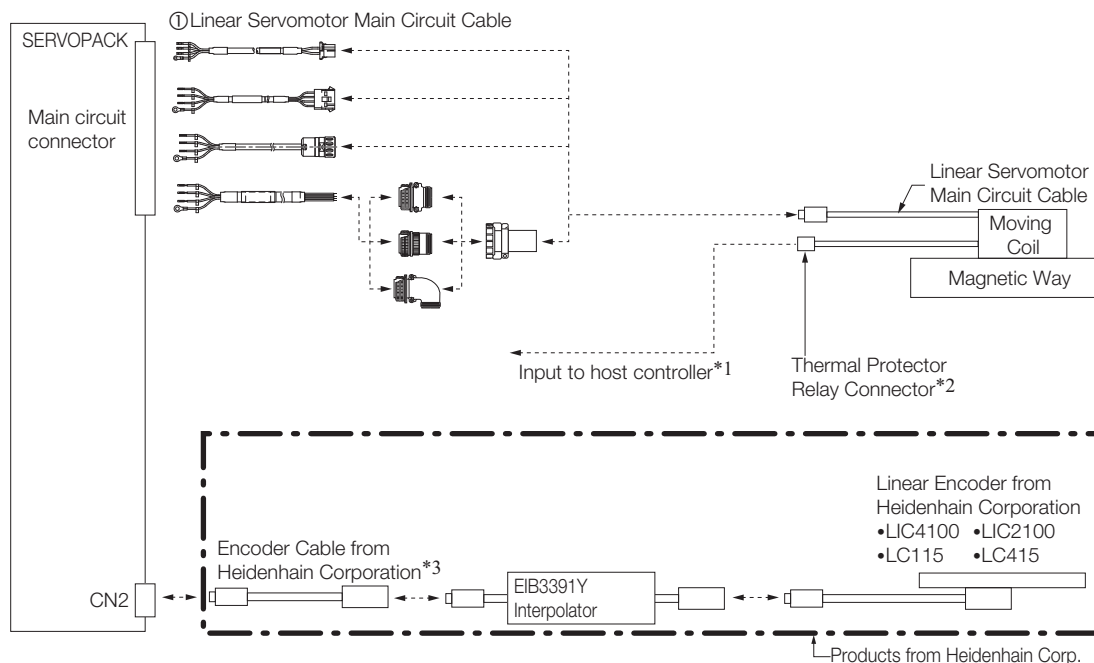 ①Linear Servomotor Main Circuit Cable
SERVOPACK
Main circuit
connector
Linear Servomotor
Main Circuit Cable
Moving
Coil
Magnetic Way
Input to host controller*1
Thermal Protector
Relay Connector*2
Linear Encoder from
Heidenhain Corporation
•LIC4100 •LIC2100
•LC115 •LC415
Encoder Cable from
Heidenhain Corporation*3
EIB3391Y
Interpolator
CN2
Products from Heidenhain Corp.